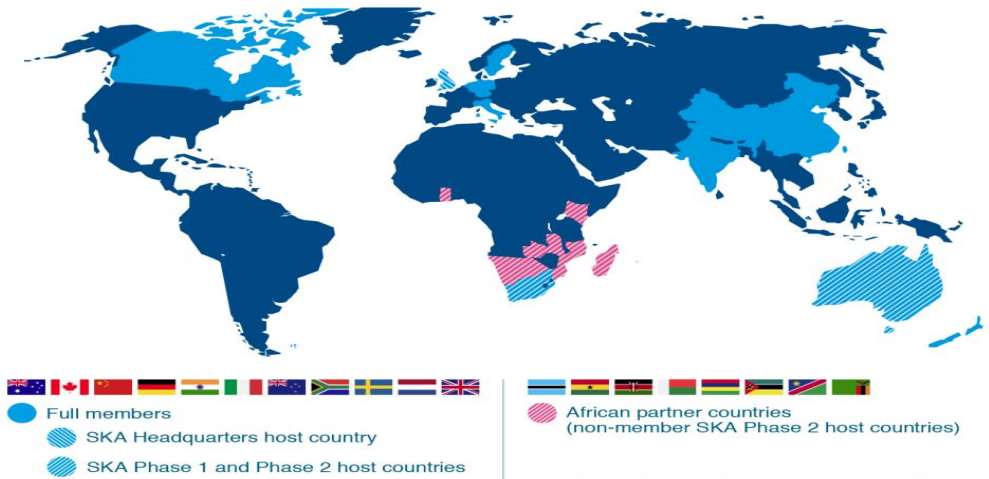 Full members
SKA Headquarters host country
SKA Phase 1 and Phase 2 host countries
African partner countries
(non-member SKA Phase 2 host countries)